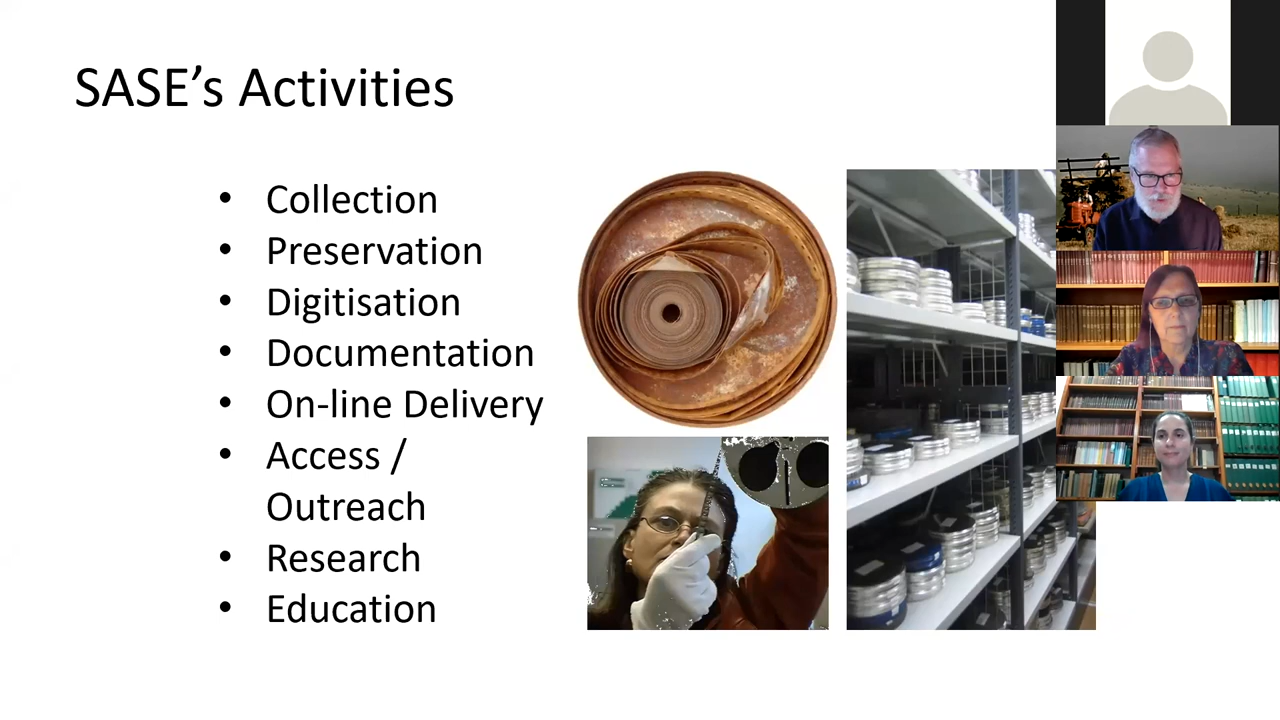 SASE’s Activities
• Collection
• Preservation
• Digitisation
• Documentation
• On-line Delivery
• Access /
Outreach
• Research
• Education